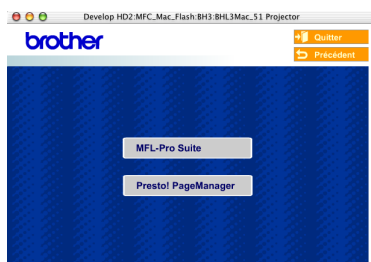 Develop HD2:MFC_Mac_Flash:BH3:BHL3Mac_51 Projector
brother
Quitter
Précédent
MFL-Pro Suite
Presto! PageManager